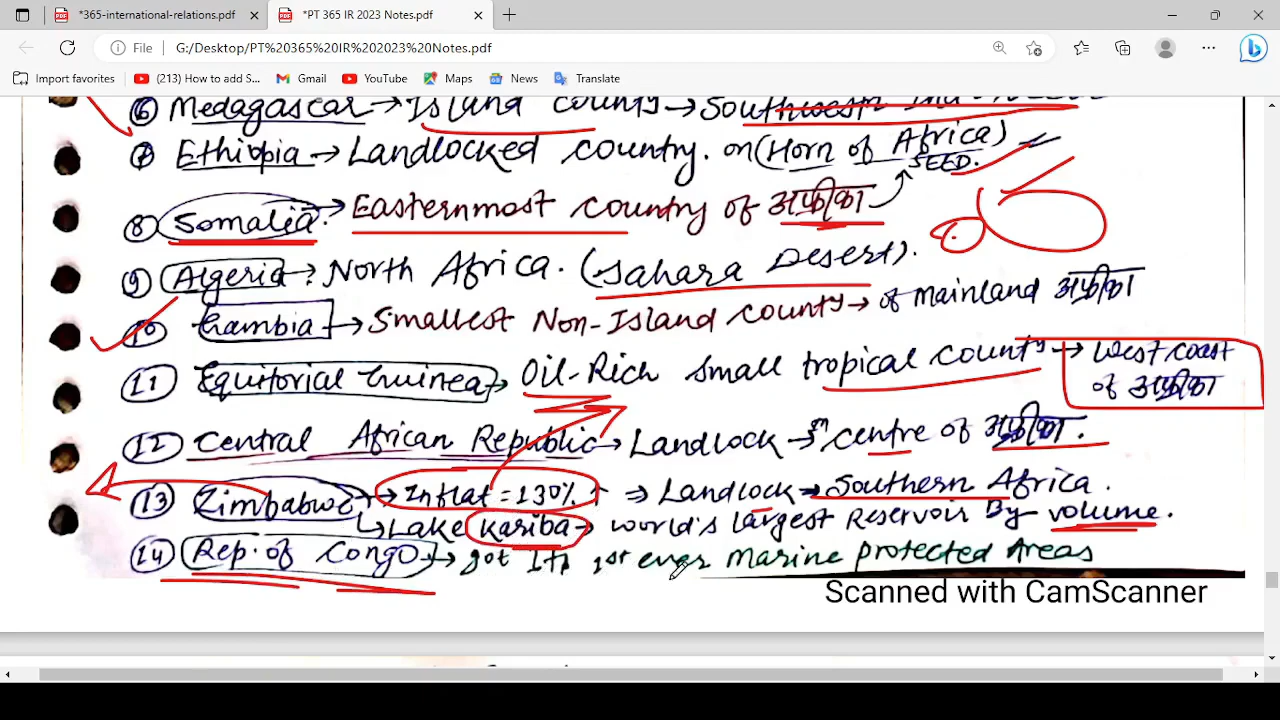 *365-international-relations.pdf
*PT 365 IR 2023 Notes.pdf
File G:/Desktop/PT%20365%20IR%202023%20Notes.pdf
Import favorites (213) How to add S... Gmail YouTube Maps News Translate
⑥ Medagascar → Island county → Southwest
⑦ Ethiopia → Landlocked country. on (Horn of Africa)
SEED.
⑧ Somalia → Easternmost country of अफ्रीका
⑨ Algeria → North Africa. (Sahara Desert).
⑩ Gambia → Smallest Non-Island county → of mainland अफ्रीका
⑪ Equitorial Guinea → Oil-Rich small tropical county → West coast
of अफ्रीका
⑫ Central African Republic → Landlock → in centre of अफ्रीका.
⑬ Zimbabwe → Inflat = 130% ↑ ⇒ Landlock → Southern Africa.
↳ Lake Kariba → world's largest Reservoir By volume.
⑭ Rep. of Congo → got its 1st ever marine protected Areas
Scanned with CamScanner